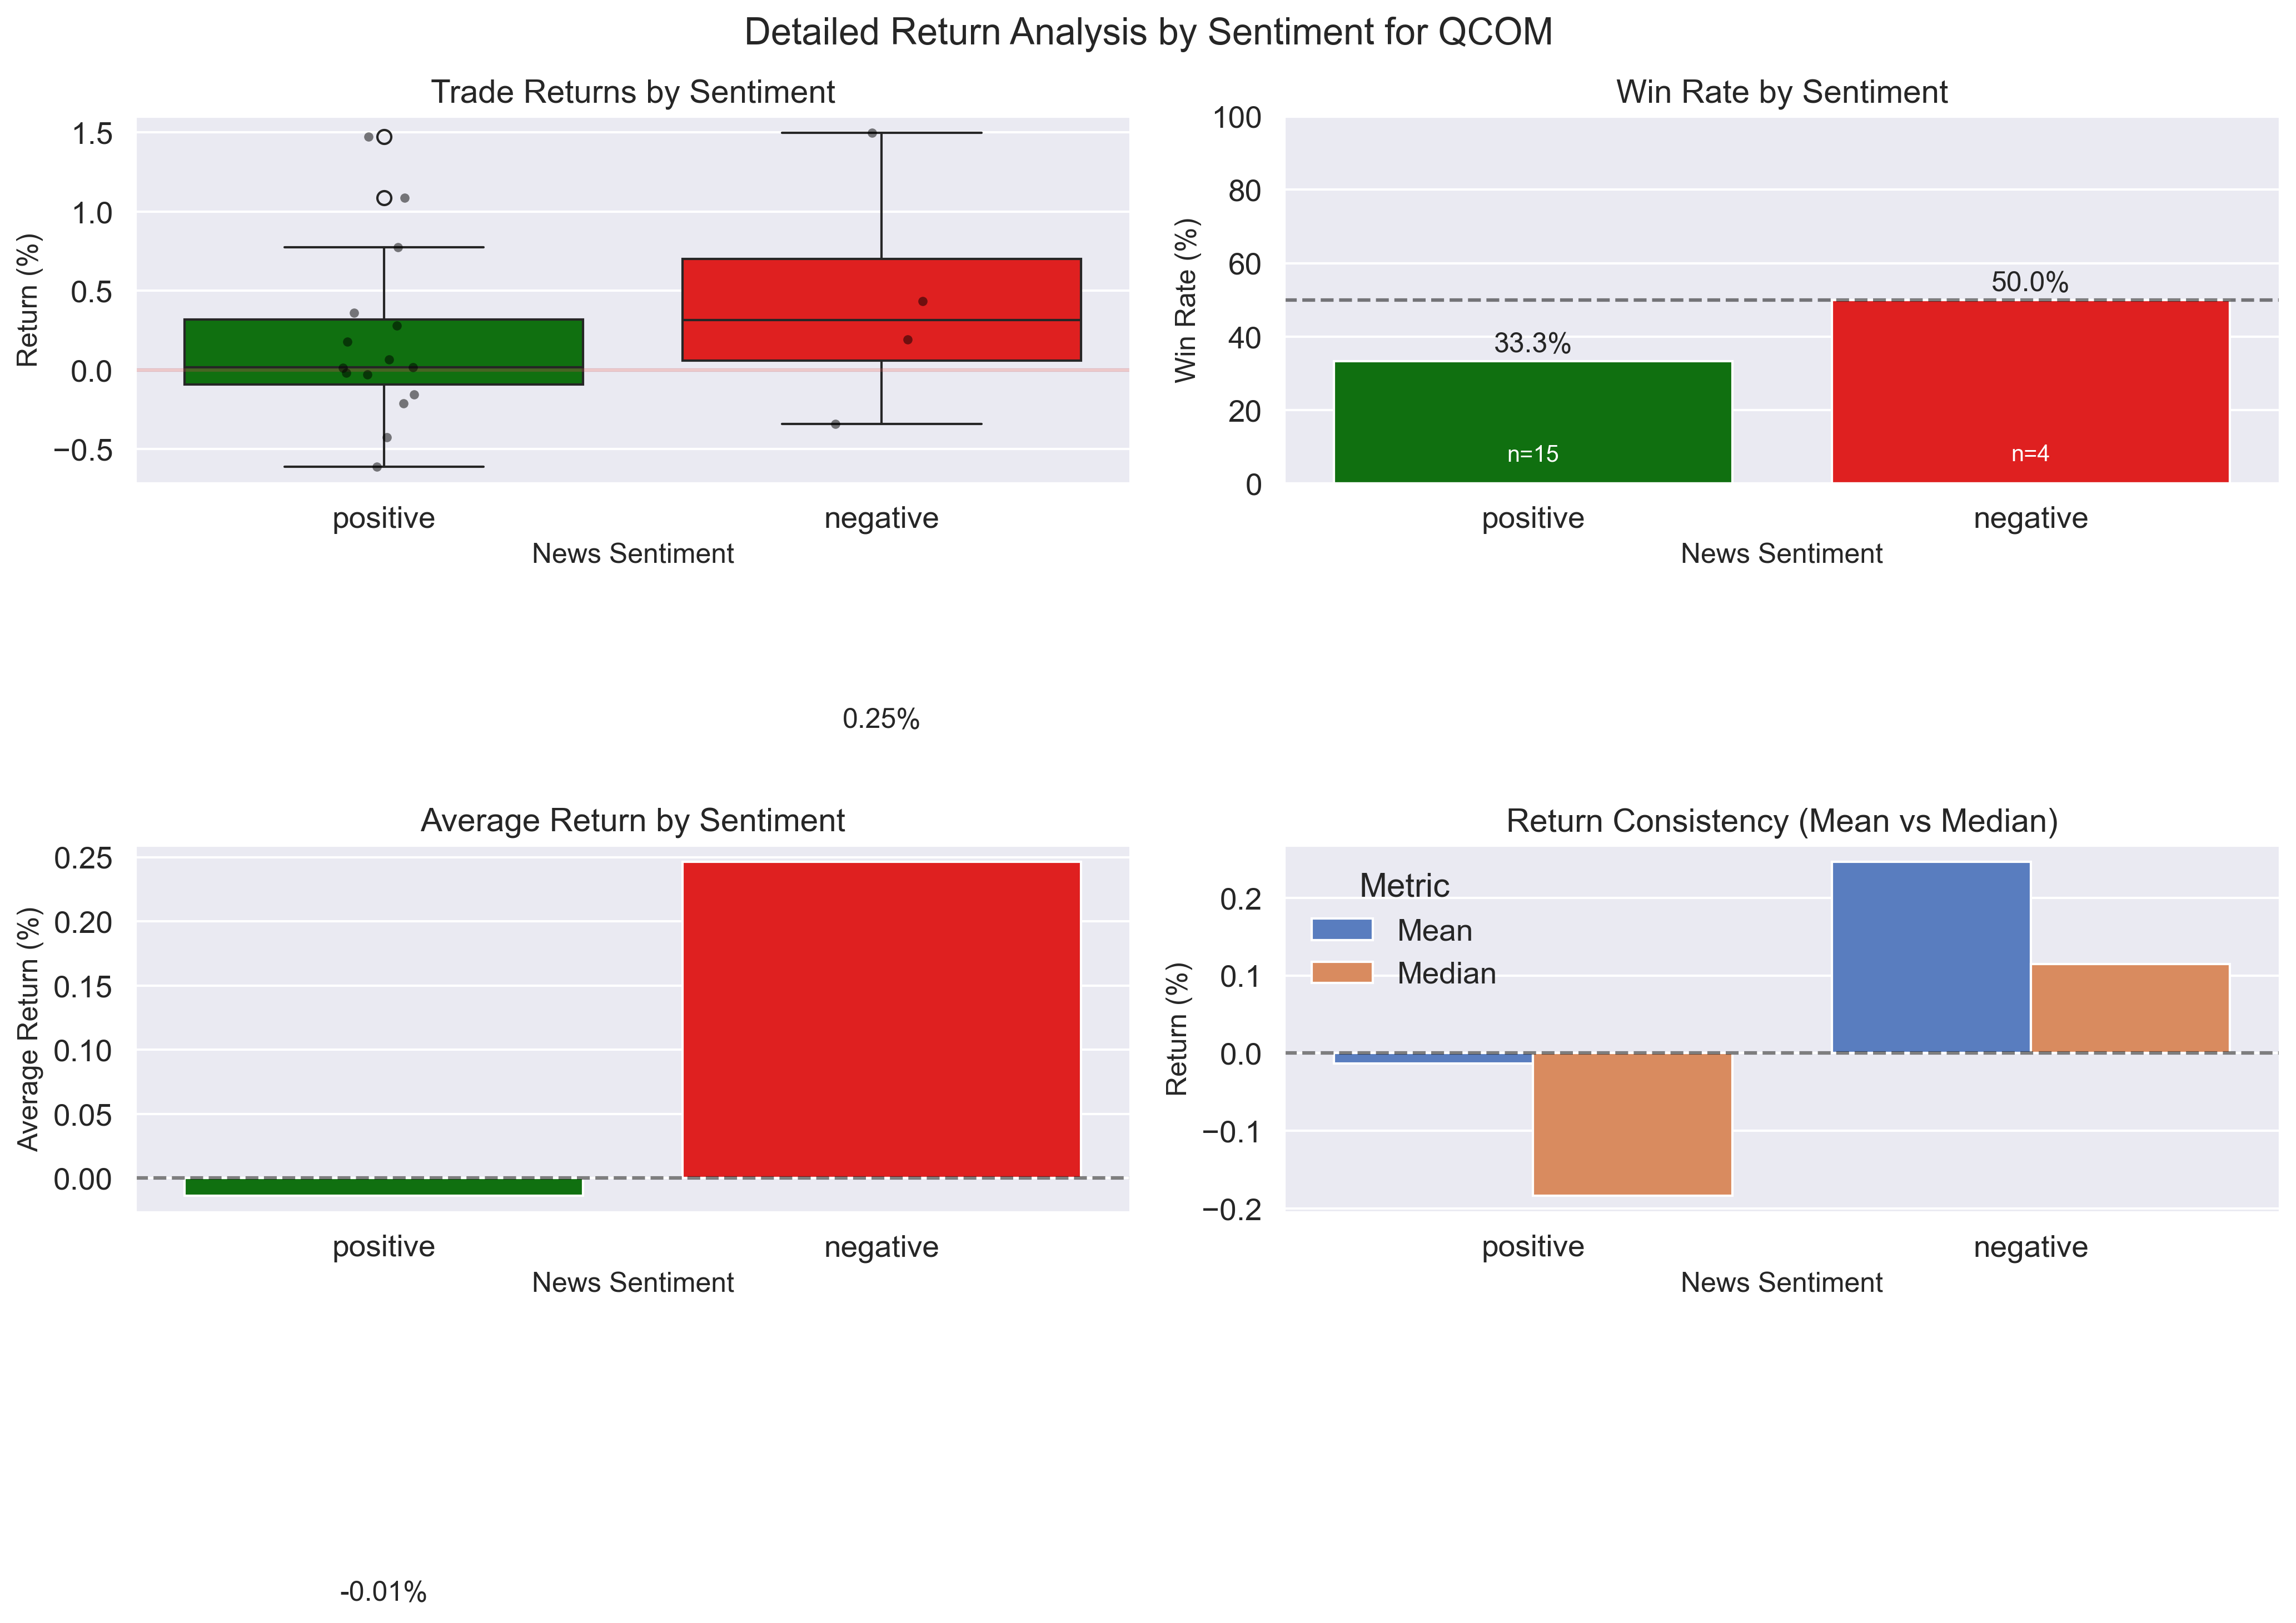 Detailed Return Analysis by Sentiment for QCOM
Trade Returns by Sentiment
Return (%)
1.5
1.0
0.5
0.0
−0.5
positive
negative
News Sentiment
Win Rate by Sentiment
Win Rate (%)
100
80
60
40
20
0
33.3%
50.0%
n=15
n=4
positive
negative
News Sentiment
0.25%
Average Return by Sentiment
Average Return (%)
0.25
0.20
0.15
0.10
0.05
0.00
positive
negative
News Sentiment
-0.01%
Return Consistency (Mean vs Median)
Return (%)
0.2
0.1
0.0
−0.1
−0.2
Metric
Mean
Median
positive
negative
News Sentiment